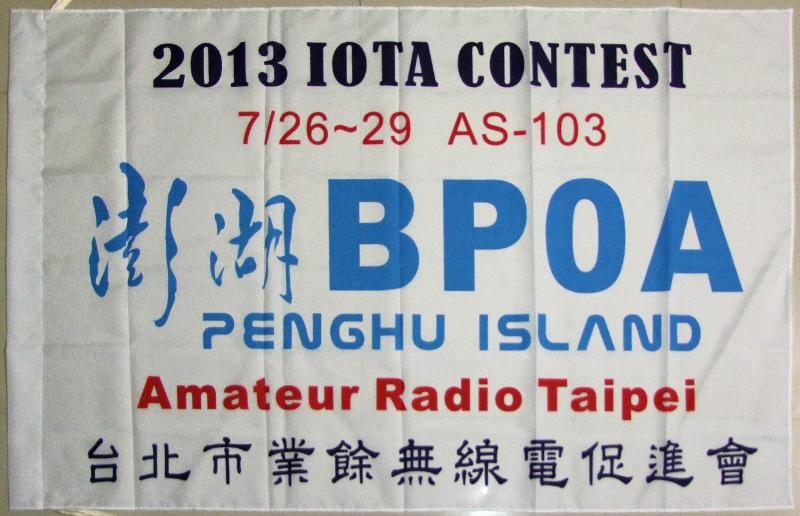 2013 IOTA CONTEST
7/26~29 AS-103
澎湖 BP0A
PENGHU ISLAND
Amateur Radio Taipei
台北市業餘無線電促進會